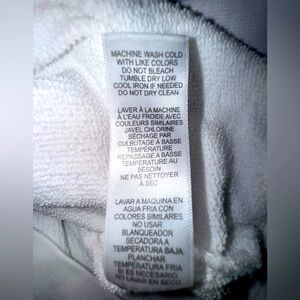 MACHINE WASH COLD
WITH LIKE COLORS
DO NOT BLEACH
TUMBLE DRY LOW
COOL IRON IF NEEDED
DO NOT DRY CLEAN
LAVER À LA MACHINE
À L'EAU FROIDE AVEC
COULEURS SIMILAIRES
JAVEL CHLORINE
SÉCHAGE PAR
CULBUTAGE À BASSE
TEMPÉRATURE
REPASSAGE A BASSE
TEMPÉRATURE AU
BESOIN
NE PAS NETTOYER
À SEC
LAVAR A MAQUINA EN
AGUA FRIA CON
COLORES SIMILARES
NO USAR
BLANQUEADOR
SECADORA A
TEMPERATURA BAJA
PLANCHAR
TEMPERATURA FRIA
SI ES NECESARIO
NO LAVAR EN SECO